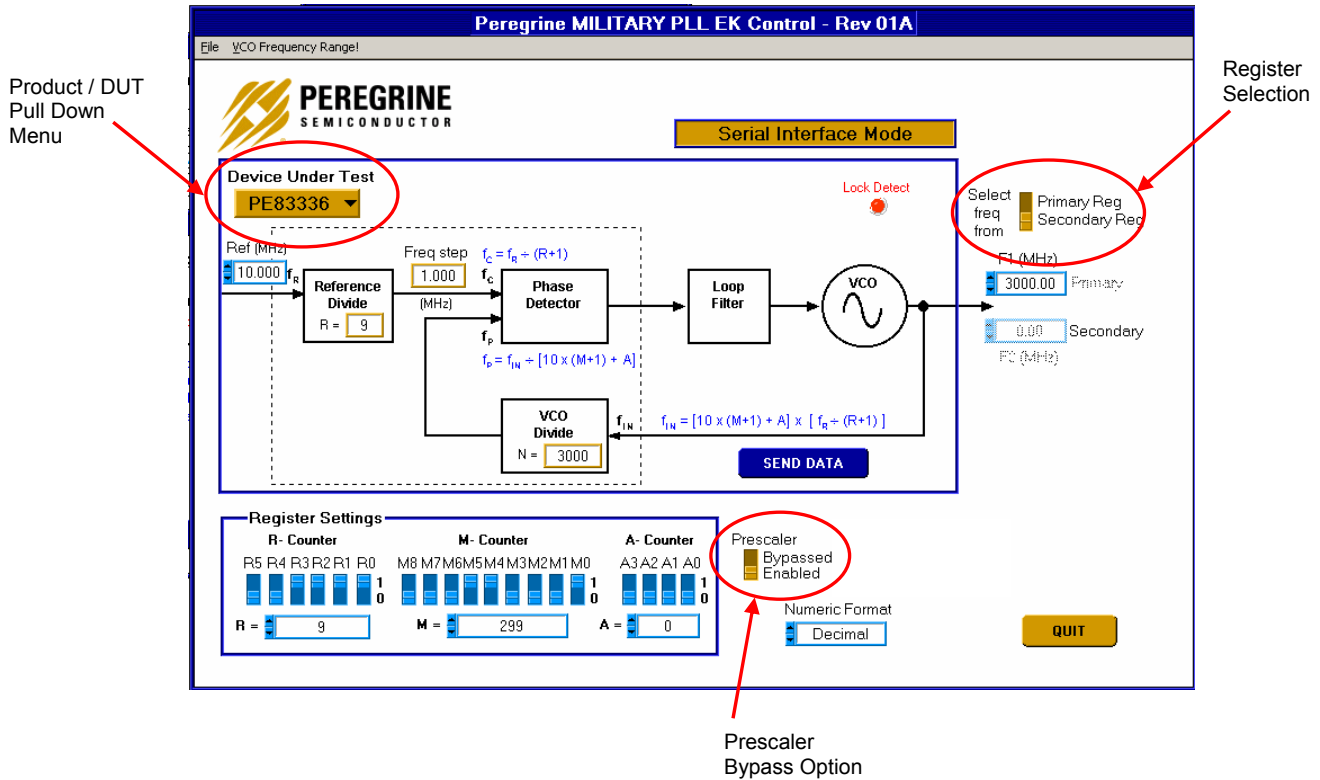 Peregrine MILITARY PLL EK Control - Rev 01A
File VCO Frequency Range!
Product / DUT
Pull Down
Menu
Register
Selection
PEREGRINE
SEMICONDUCTOR
Serial Interface Mode
Device Under Test
PE83336
Lock Detect
Select
freq
from
Primary Reg
Secondary Reg
Ref (MHz)
10.000
fR
Reference
Divide
R = 9
Freq step
1.000
(MHz)
fC = fR ÷ (R+1)
fC
Phase
Detector
fP
fP = fIN ÷ [10 x (M+1) + A]
Loop
Filter
VCO
F1 (MHz)
3000.00 Primary
0.00 Secondary
F2 (MHz)
VCO
Divide
N = 3000
fIN
fIN = [10 x (M+1) + A] x [ fR ÷ (R+1) ]
SEND DATA
Register Settings
R- Counter
R5 R4 R3 R2 R1 R0
1
0
R = 9
M- Counter
M8 M7 M6 M5 M4 M3 M2 M1 M0
1
0
M = 299
A- Counter
A3 A2 A1 A0
1
0
A = 0
Prescaler
Bypassed
Enabled
Numeric Format
Decimal
QUIT
Prescaler
Bypass Option